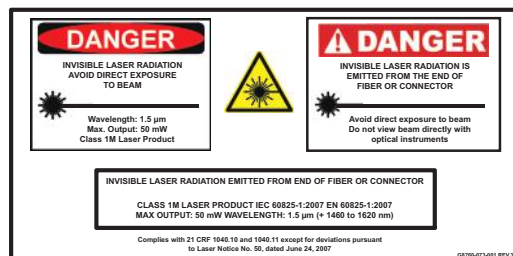 DANGER
INVISIBLE LASER RADIATION
AVOID DIRECT EXPOSURE
TO BEAM
Wavelength: 1.5 µm
Max. Output: 50 mW
Class 1M Laser Product
DANGER
INVISIBLE LASER RADIATION IS
EMITTED FROM THE END OF
FIBER OR CONNECTOR
Avoid direct exposure to beam
Do not view beam directly with
optical instruments
INVISIBLE LASER RADIATION EMITTED FROM END OF FIBER OR CONNECTOR
CLASS 1M LASER PRODUCT IEC 60825-1:2007 EN 60825-1:2007
MAX OUTPUT: 50 mW WAVELENGTH: 1.5 µm (+ 1460 to 1620 nm)
Complies with 21 CRF 1040.10 and 1040.11 except for deviations pursuant
to Laser Notice No. 50, dated June 24, 2007